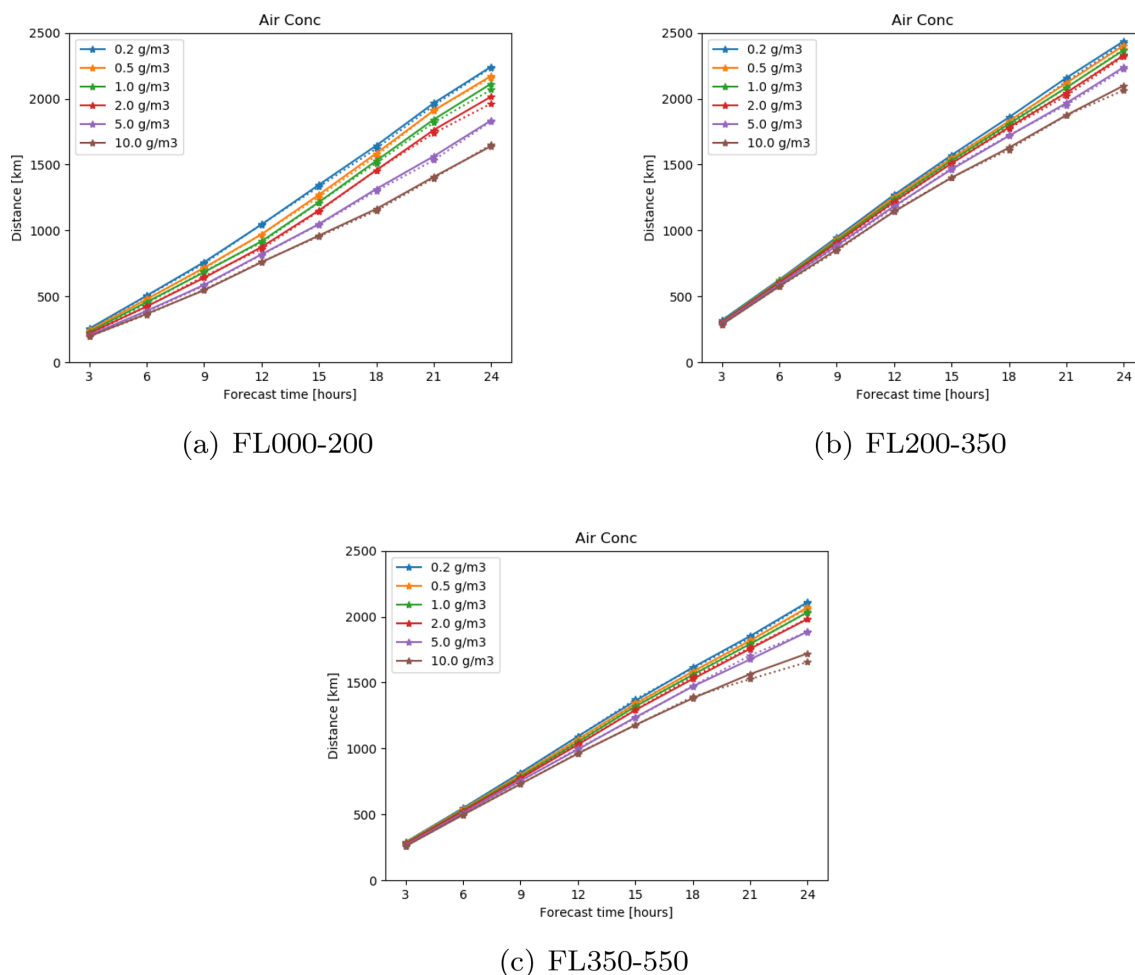 Air Conc
2500
2000
1500
1000
500
0
Distance [km]
0.2 g/m3
0.5 g/m3
1.0 g/m3
2.0 g/m3
5.0 g/m3
10.0 g/m3
3 6 9 12 15 18 21 24
Forecast time [hours]
(a) FL000-200
Air Conc
2500
2000
1500
1000
500
0
Distance [km]
0.2 g/m3
0.5 g/m3
1.0 g/m3
2.0 g/m3
5.0 g/m3
10.0 g/m3
3 6 9 12 15 18 21 24
Forecast time [hours]
(b) FL200-350
Air Conc
2500
2000
1500
1000
500
0
Distance [km]
0.2 g/m3
0.5 g/m3
1.0 g/m3
2.0 g/m3
5.0 g/m3
10.0 g/m3
3 6 9 12 15 18 21 24
Forecast time [hours]
(c) FL350-550